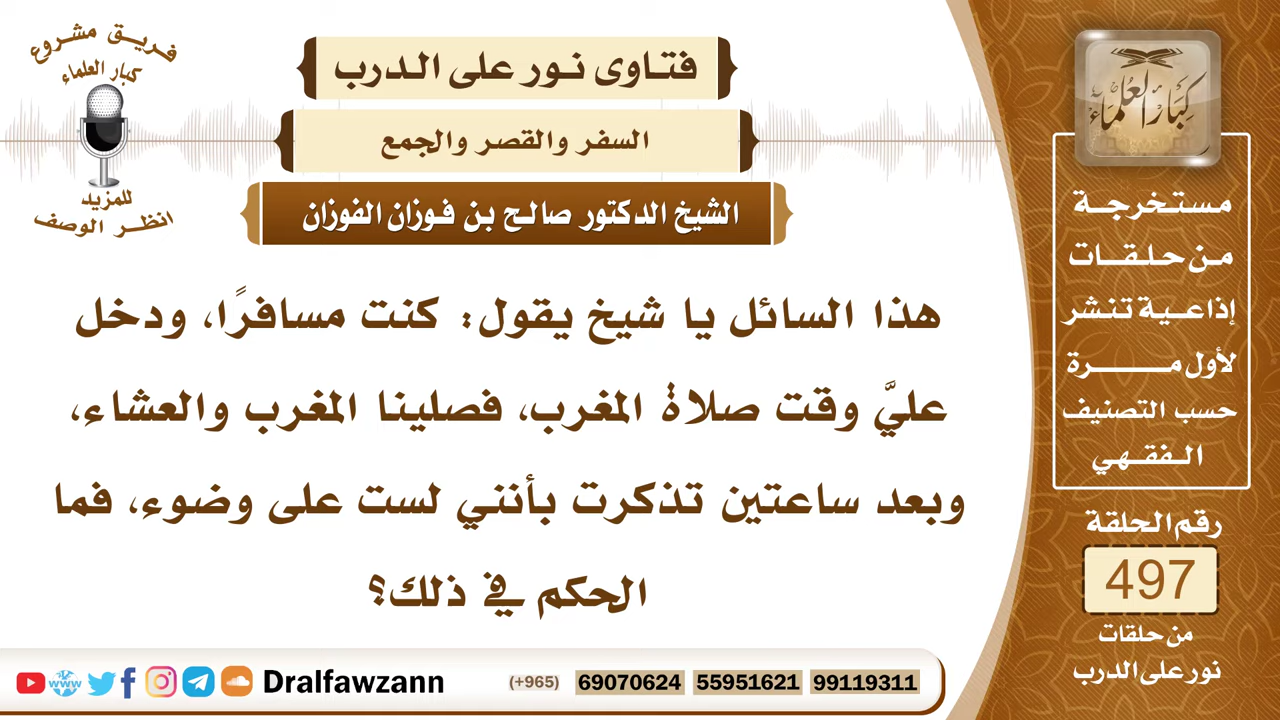 فريق مشروع
كبار العلماء
للمزيد
انظر الوصف
فتاوى نور على الدرب
السفر والقصر والجمع
الشيخ الدكتور صالح بن فوزان الفوزان
هذا السائل يا شيخ يقول: كنت مسافرًا، ودخل
عليَّ وقت صلاة المغرب، فصلينا المغرب والعشاء،
وبعد ساعتين تذكرت بأنني لست على وضوء، فما
الحكم في ذلك؟
كبار العلماء
مستخرجة
من حلقات
إذاعية تنشر
لأول مرة
حسب التصنيف
الفقهي
رقم الحلقة
497
من حلقات
نور على الدرب
www Dralfawzann (+965) 69070624 55951621 99119311